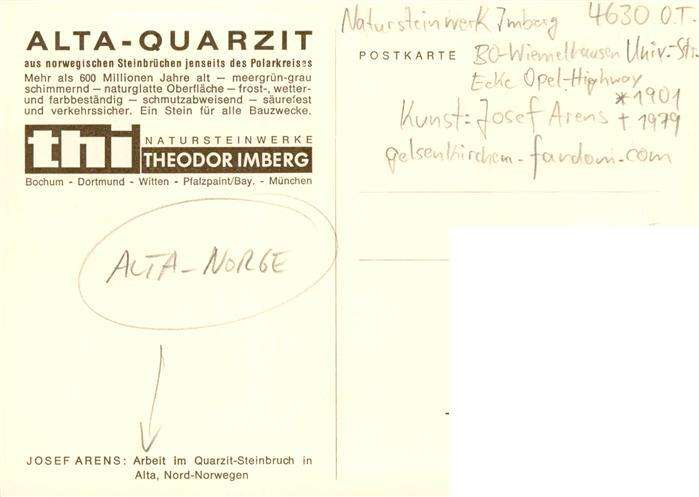 ALTA-QUARZIT
aus norwegischen Steinbrüchen jenseits des Polarkreises
Mehr als 600 Millionen Jahre alt – meergrün-grau
schimmernd – naturglatte Oberfläche – frost-, wetter-
und farbbeständig – schmutzabweisend – säurefest
und verkehrssicher. Ein Stein für alle Bauzwecke.
thi NATURSTEINWERKE
THEODOR IMBERG
Bochum - Dortmund - Witten - Pfalzpaint/Bay. - München
ALTA-NORGE
JOSEF ARENS: Arbeit im Quarzit-Steinbruch in
Alta, Nord-Norwegen
Natursteinwerk Imberg 4630 O.T.
POSTKARTE BO-Wiemelhausen Univ.-Str.
Ecke Opel-Highway
*1901
Kunst: Josef Arens † 1979
gelsenkirchen-fandom.com